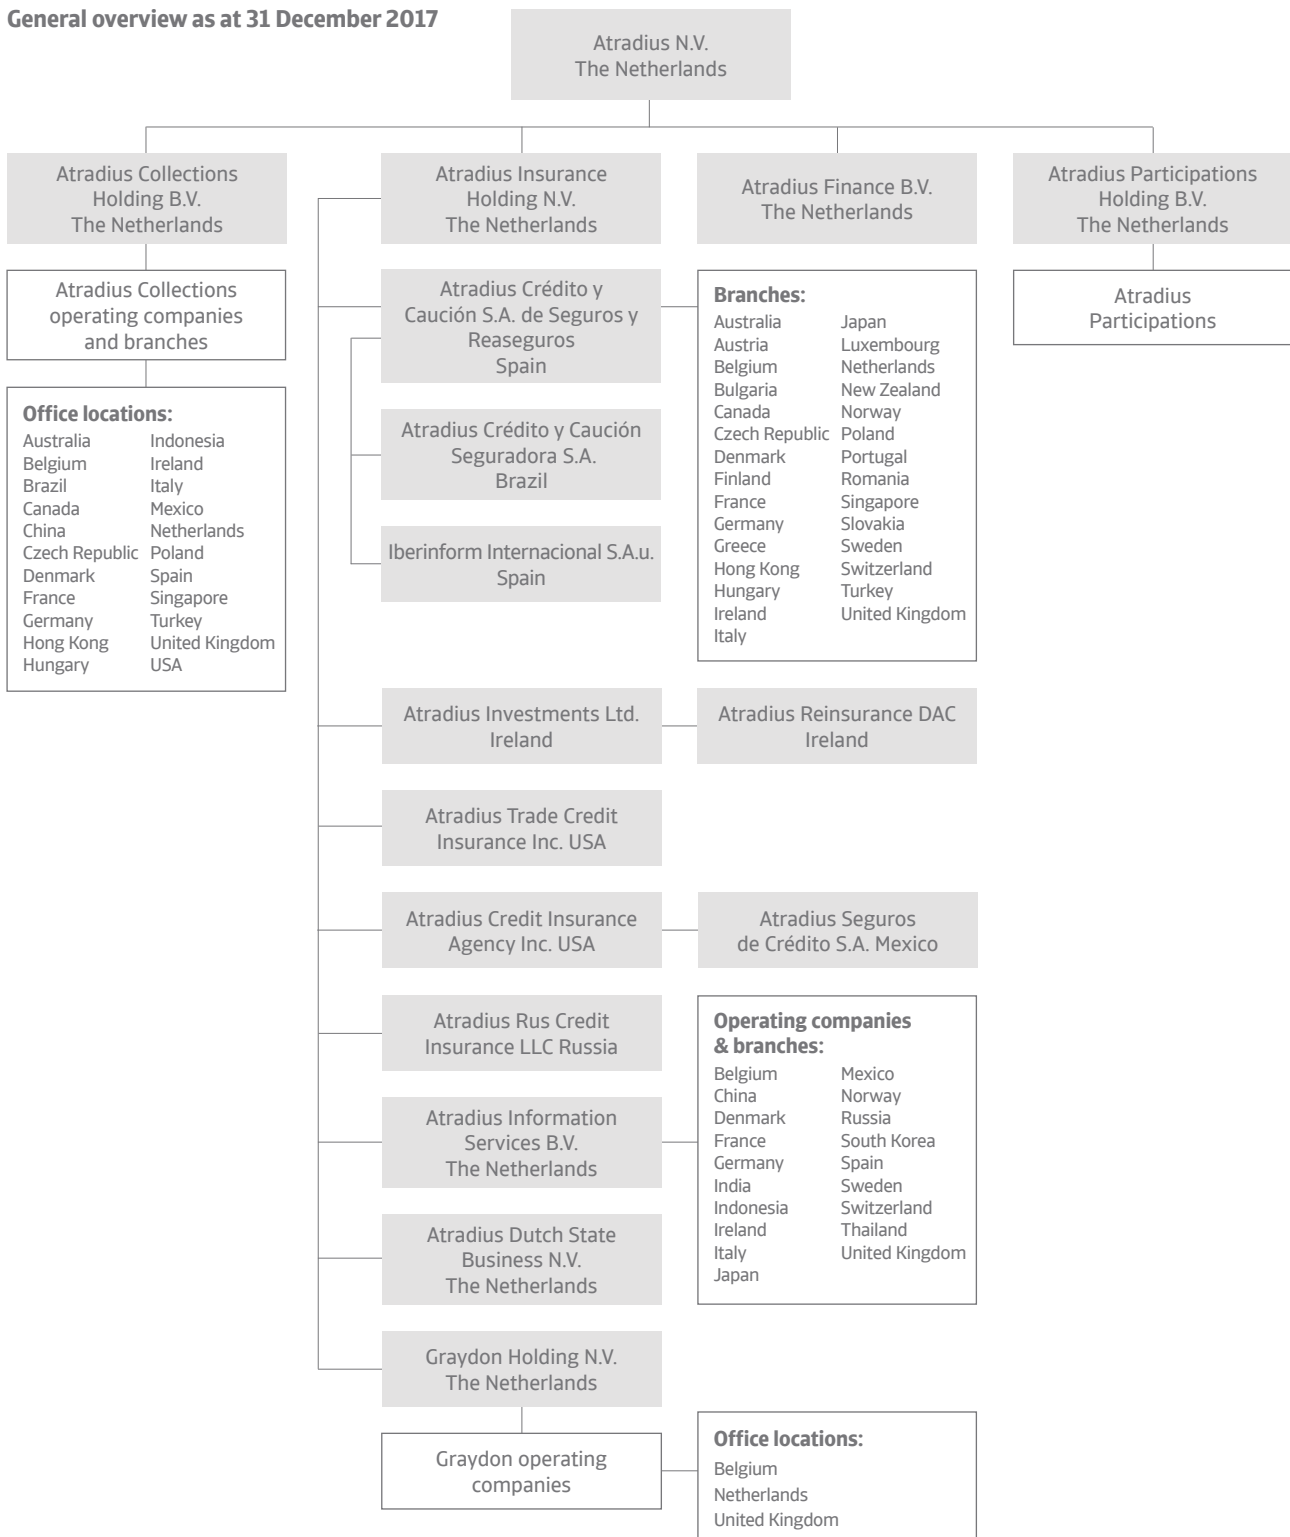 General overview as at 31 December 2017
Atradius N.V.
The Netherlands
Atradius Collections
Holding B.V.
The Netherlands
Atradius Insurance
Holding N.V.
The Netherlands
Atradius Finance B.V.
The Netherlands
Atradius Participations
Holding B.V.
The Netherlands
Atradius Collections
operating companies
and branches
Office locations:
Australia Indonesia
Belgium Ireland
Brazil Italy
Canada Mexico
China Netherlands
Czech Republic Poland
Denmark Spain
France Singapore
Germany Turkey
Hong Kong United Kingdom
Hungary USA
Atradius Crédito y
Caución S.A. de Seguros y
Reaseguros
Spain
Branches:
Australia Japan
Austria Luxembourg
Belgium Netherlands
Bulgaria New Zealand
Canada Norway
Czech Republic Poland
Denmark Portugal
Finland Romania
France Singapore
Germany Slovakia
Greece Sweden
Hong Kong Switzerland
Hungary Turkey
Ireland United Kingdom
Italy
Atradius
Participations
Atradius Crédito y Caución
Seguradora S.A.
Brazil
Iberinform Internacional S.A.u.
Spain
Atradius Investments Ltd.
Ireland
Atradius Reinsurance DAC
Ireland
Atradius Trade Credit
Insurance Inc. USA
Atradius Credit Insurance
Agency Inc. USA
Atradius Seguros
de Crédito S.A. Mexico
Atradius Rus Credit
Insurance LLC Russia
Atradius Information
Services B.V.
The Netherlands
Operating companies
& branches:
Belgium Mexico
China Norway
Denmark Russia
France South Korea
Germany Spain
India Sweden
Indonesia Switzerland
Ireland Thailand
Italy United Kingdom
Japan
Atradius Dutch State
Business N.V.
The Netherlands
Graydon Holding N.V.
The Netherlands
Graydon operating
companies
Office locations:
Belgium
Netherlands
United Kingdom